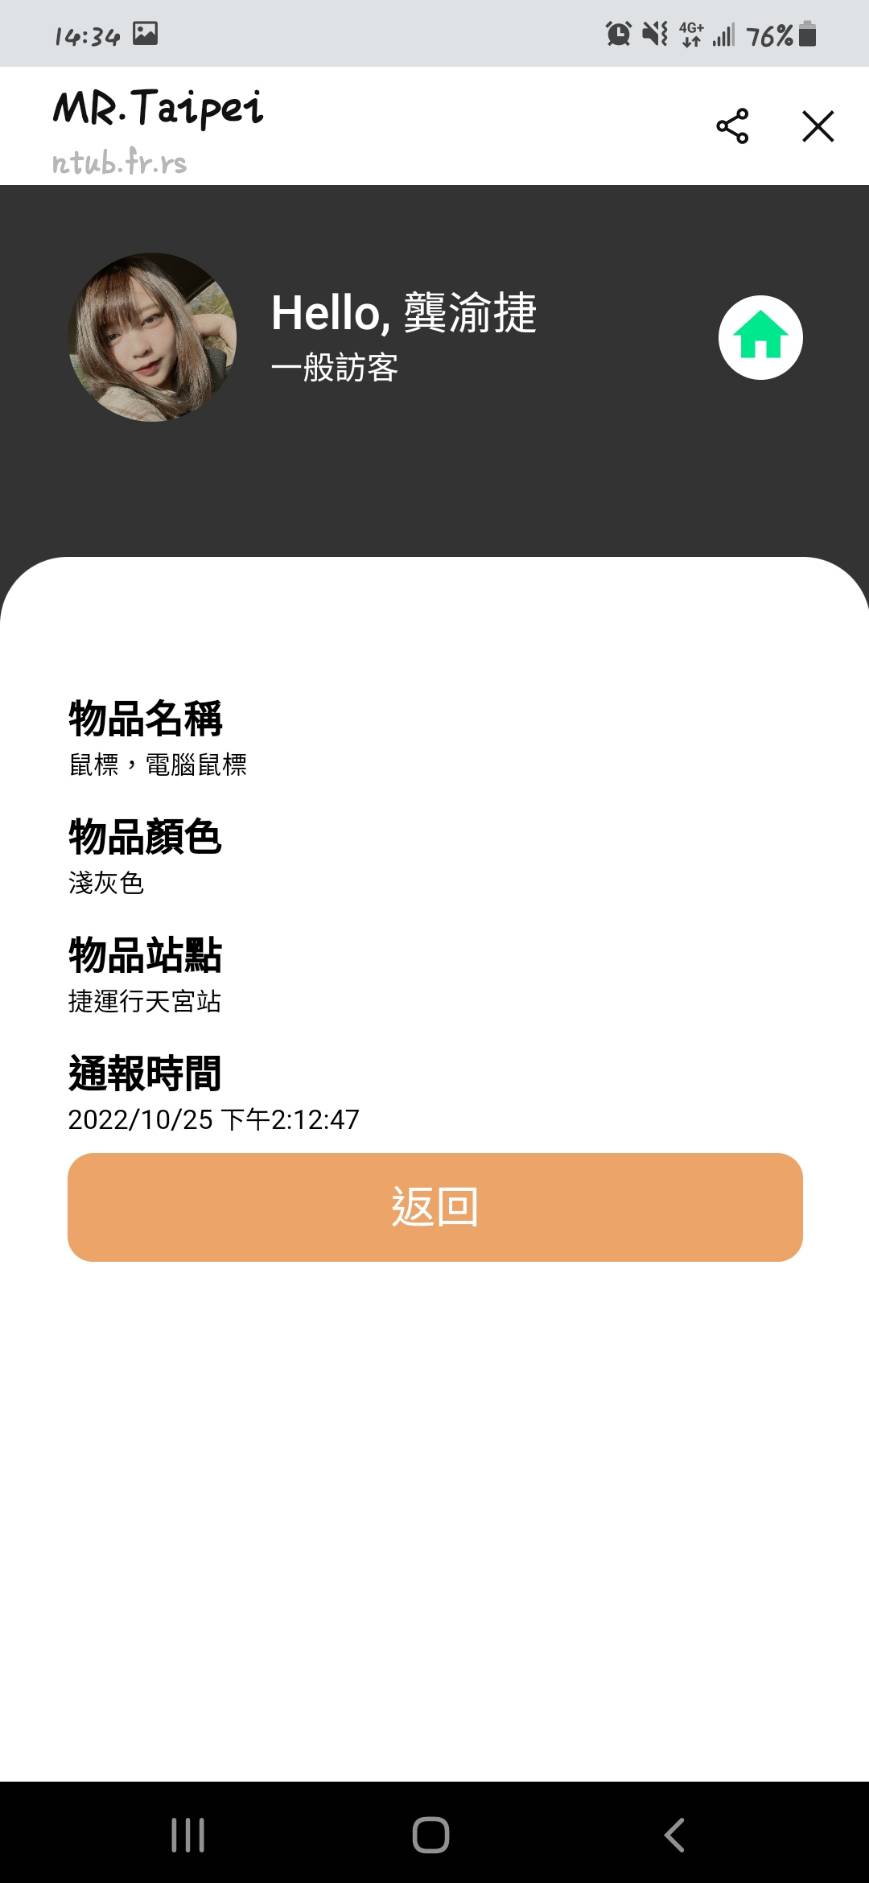 14:34
4G+
76%
MR.Taipei
ntub.fr.rs
Hello, 龔渝捷
一般訪客
物品名稱
鼠標，電腦鼠標
物品顏色
淺灰色
物品站點
捷運行天宮站
通報時間
2022/10/25 下午2:12:47
返回